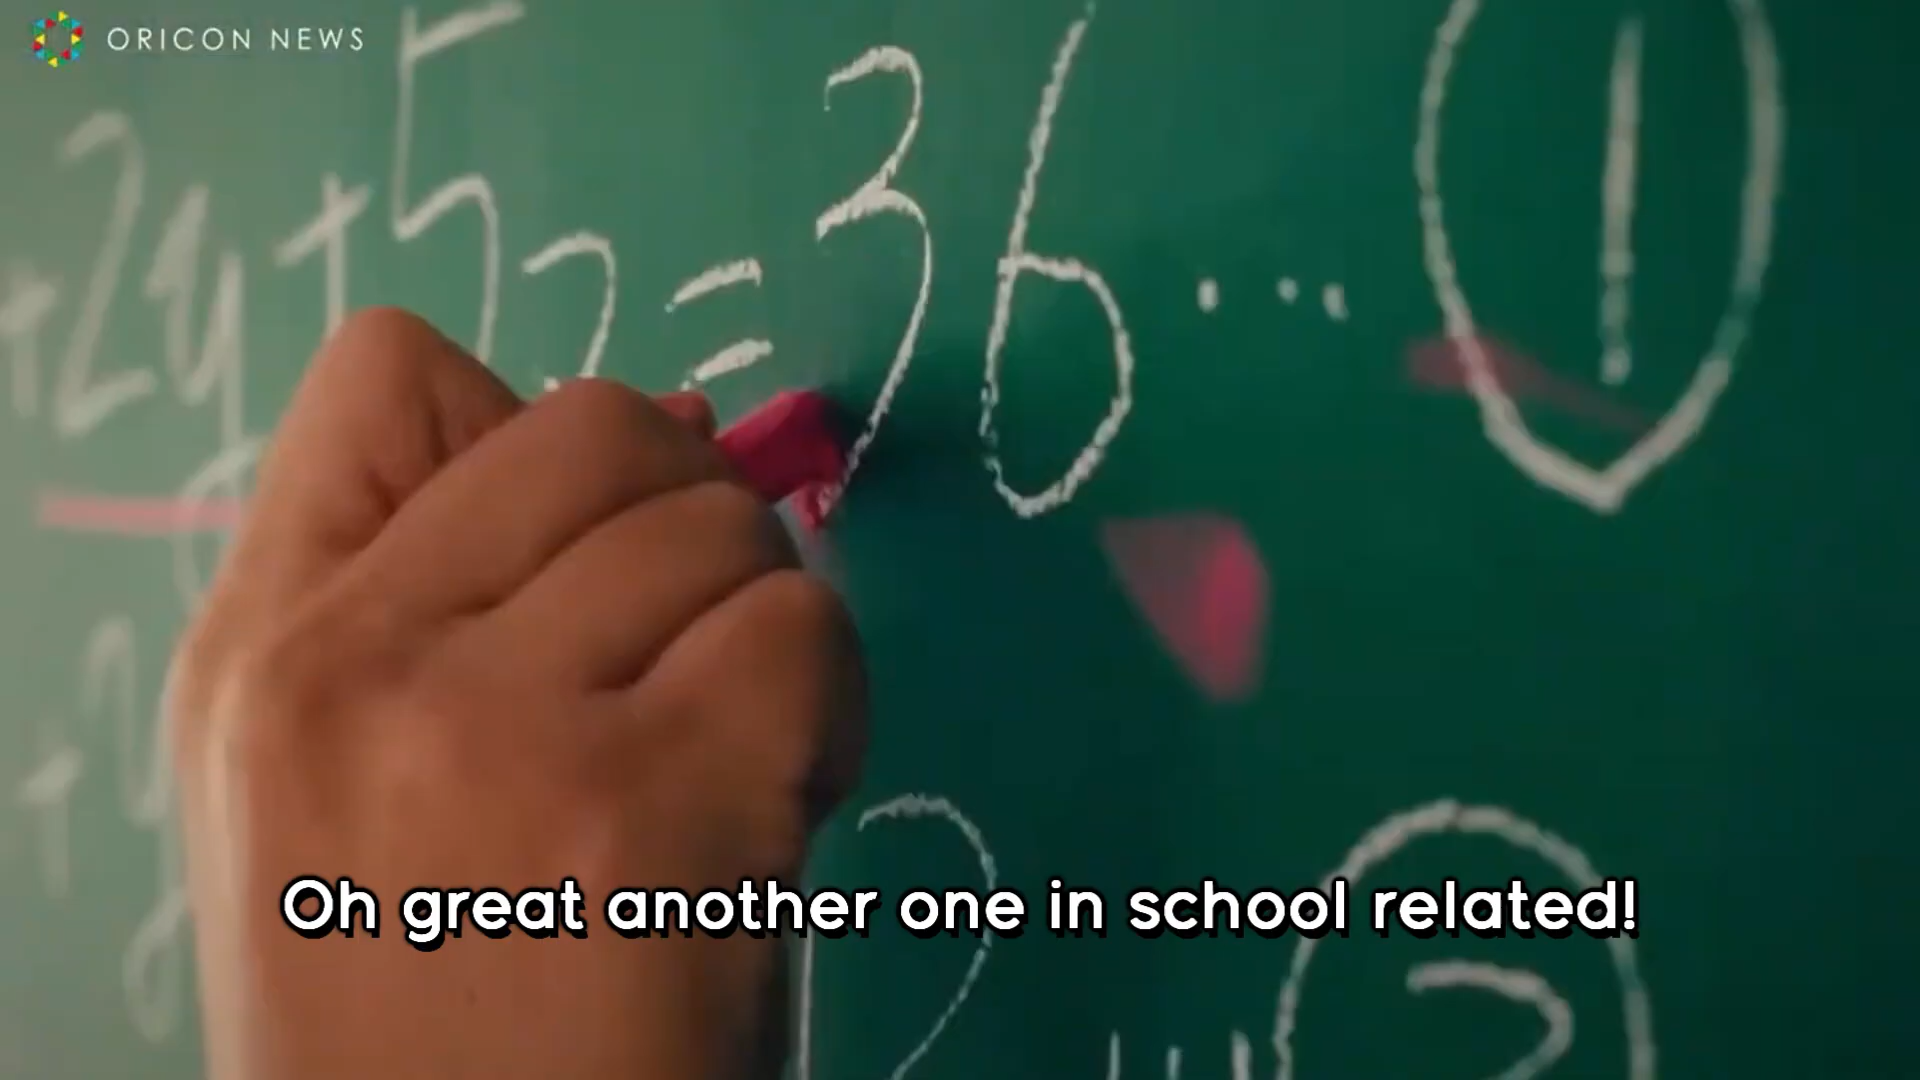 ORICON NEWS
+2y+5z=36 ... ①
+y
Oh great another one in school related!